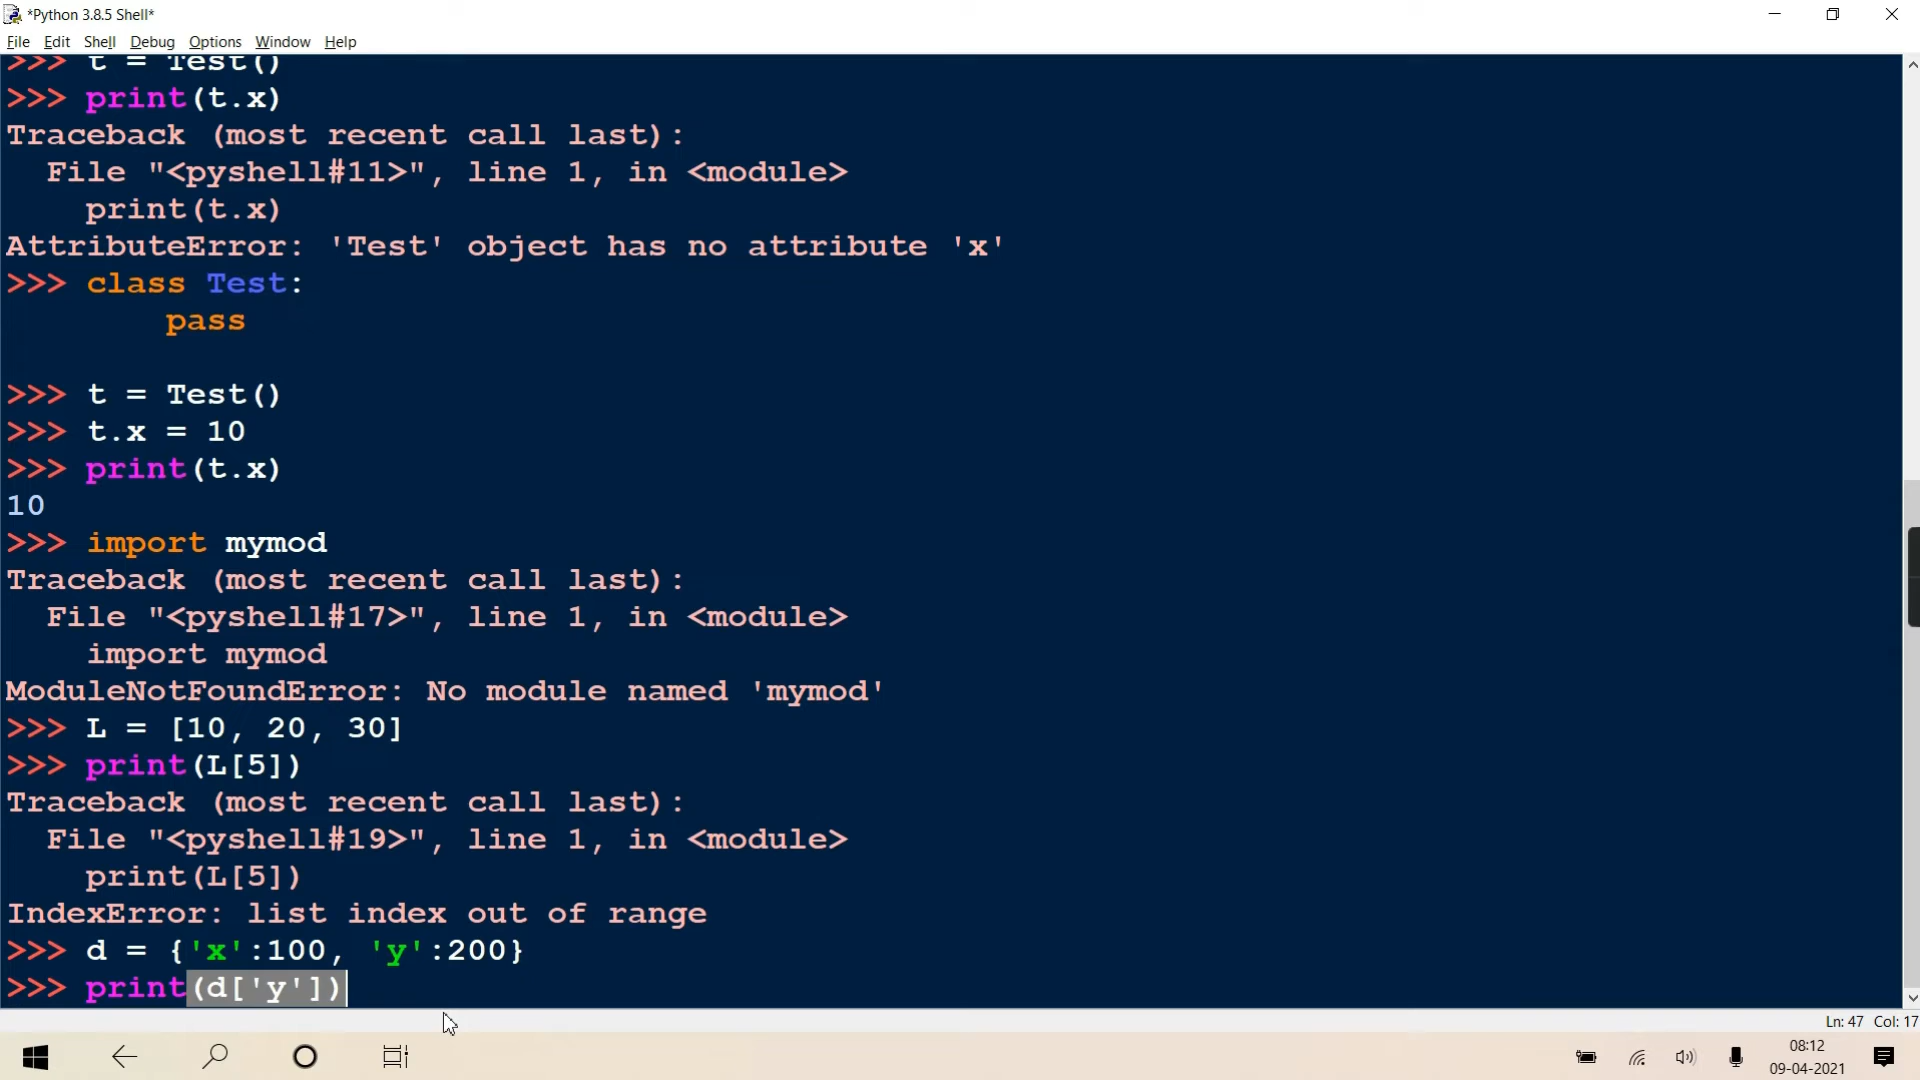 *Python 3.8.5 Shell*
File Edit Shell Debug Options Window Help
>>> t = Test()
>>> print(t.x)
Traceback (most recent call last):
  File "<pyshell#11>", line 1, in <module>
    print(t.x)
AttributeError: 'Test' object has no attribute 'x'
>>> class Test:
        pass
>>> t = Test()
>>> t.x = 10
>>> print(t.x)
10
>>> import mymod
Traceback (most recent call last):
  File "<pyshell#17>", line 1, in <module>
    import mymod
ModuleNotFoundError: No module named 'mymod'
>>> L = [10, 20, 30]
>>> print(L[5])
Traceback (most recent call last):
  File "<pyshell#19>", line 1, in <module>
    print(L[5])
IndexError: list index out of range
>>> d = {'x':100, 'y':200}
>>> print(d['y'])
Ln: 47 Col: 17
08:12
09-04-2021